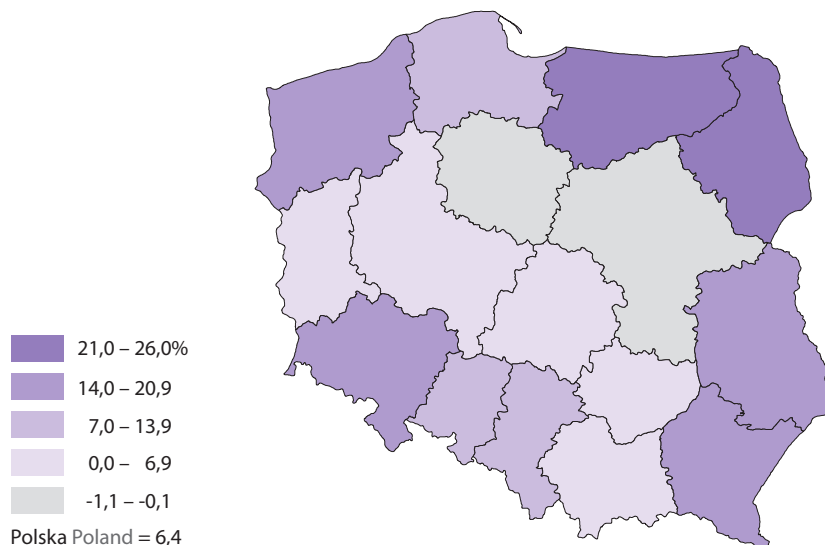 21,0 – 26,0%
14,0 – 20,9
7,0 – 13,9
0,0 – 6,9
-1,1 – -0,1
Polska Poland = 6,4